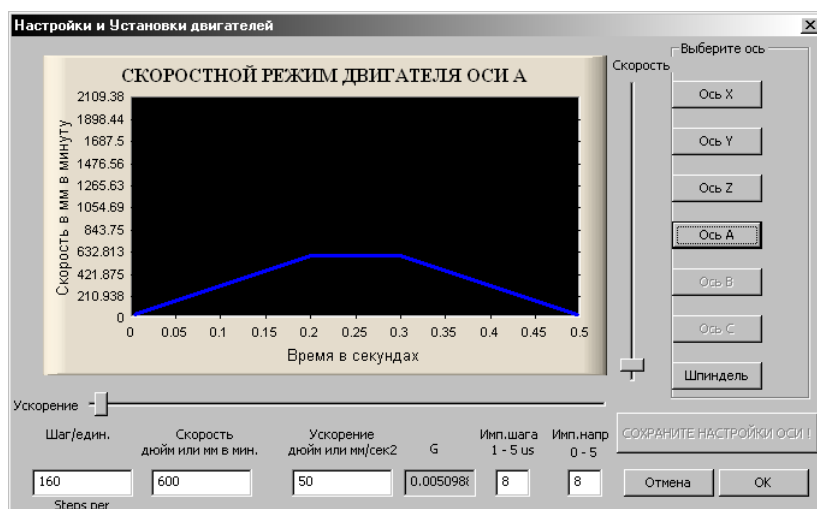 Настройки и Установки двигателей
СКОРОСТНОЙ РЕЖИМ ДВИГАТЕЛЯ ОСИ A
Скорость в мм в минуту
2109.38
1898.44
1687.5
1476.56
1265.63
1054.69
843.75
632.813
421.875
210.938
0
0 0.05 0.1 0.15 0.2 0.25 0.3 0.35 0.4 0.45 0.5
Время в секундах
Скорость
Выберите ось
Ось X
Ось Y
Ось Z
Ось A
Ось B
Ось C
Шпиндель
Ускорение
Шаг/един.
Скорость
дюйм или мм в мин.
Ускорение
дюйм или мм/сек2
G
Имп.шага
1 - 5 us
Имп.напр
0 - 5
СОХРАНИТЕ НАСТРОЙКИ ОСИ !
160
600
50
0.005098
8
8
Отмена
OK
Steps per